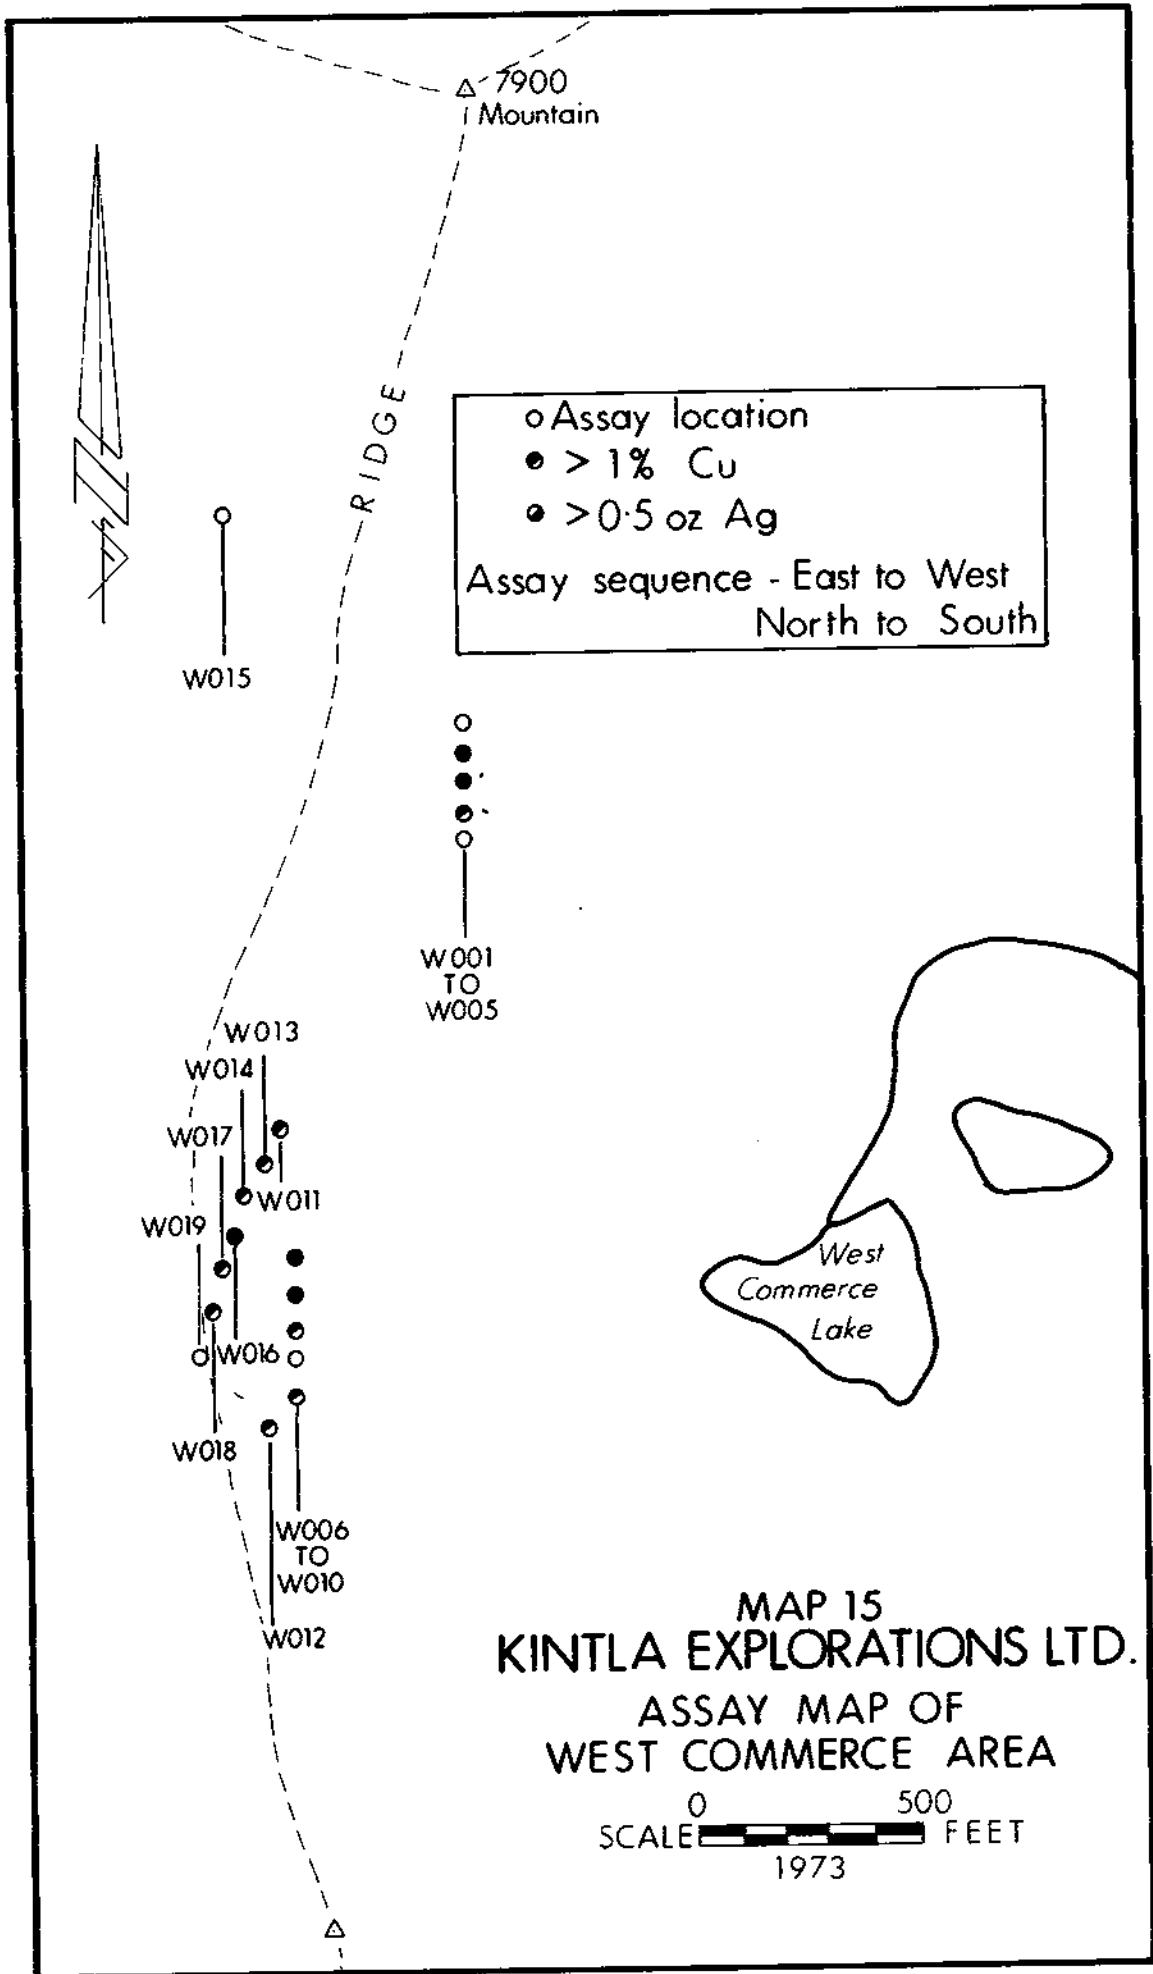 7900
Mountain
RIDGE
Assay location
> 1% Cu
> 0·5 oz Ag
Assay sequence - East to West
North to South
W015
W001
TO
W005
W013
W014
W017
W011
W019
W016
W018
W006
TO
W010
W012
West
Commerce
Lake
MAP 15
KINTLA EXPLORATIONS LTD.
ASSAY MAP OF
WEST COMMERCE AREA
0 500
SCALE FEET
1973